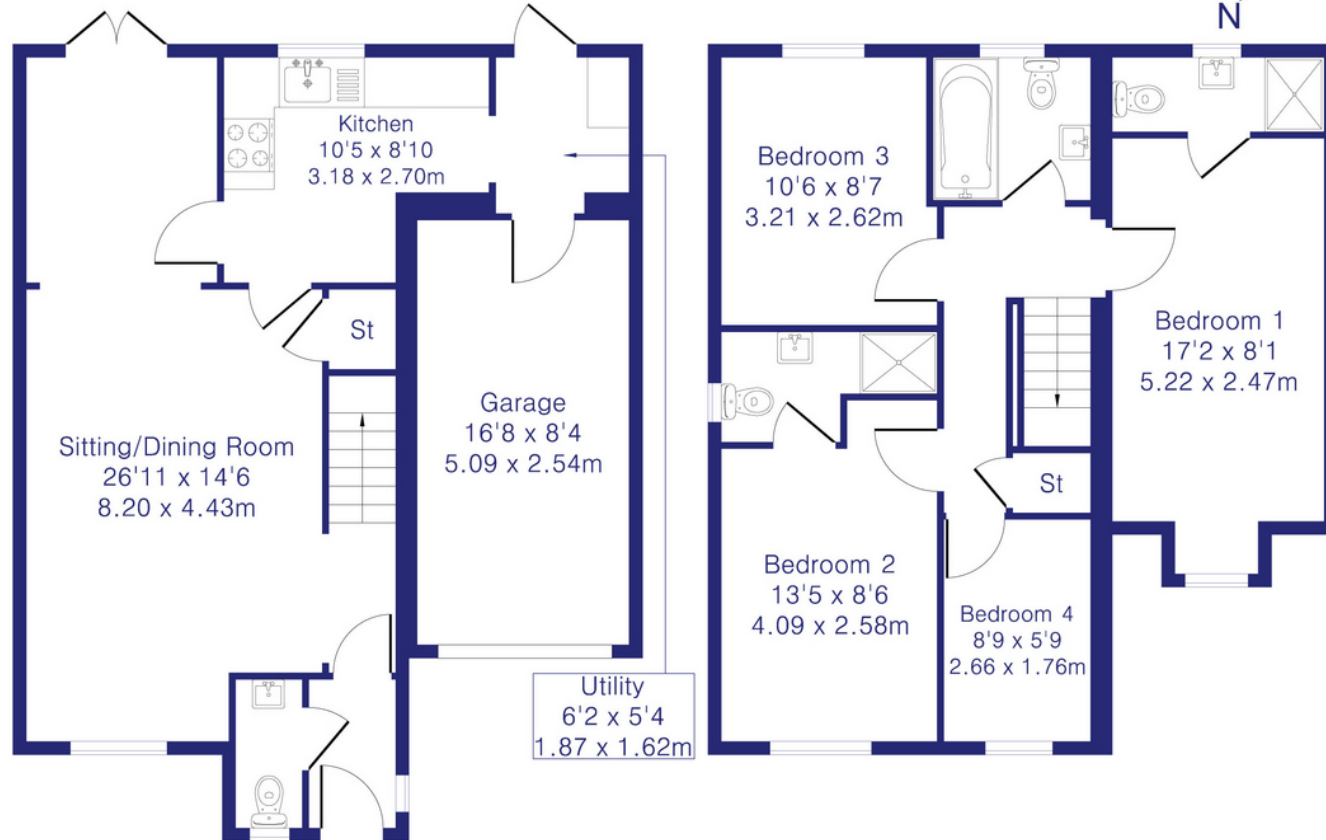 N
Kitchen
10'5 x 8'10
3.18 x 2.70m
Bedroom 3
10'6 x 8'7
3.21 x 2.62m
St
Bedroom 1
17'2 x 8'1
5.22 x 2.47m
Garage
16'8 x 8'4
5.09 x 2.54m
Sitting/Dining Room
26'11 x 14'6
8.20 x 4.43m
St
Bedroom 2
13'5 x 8'6
4.09 x 2.58m
Bedroom 4
8'9 x 5'9
2.66 x 1.76m
Utility
6'2 x 5'4
1.87 x 1.62m